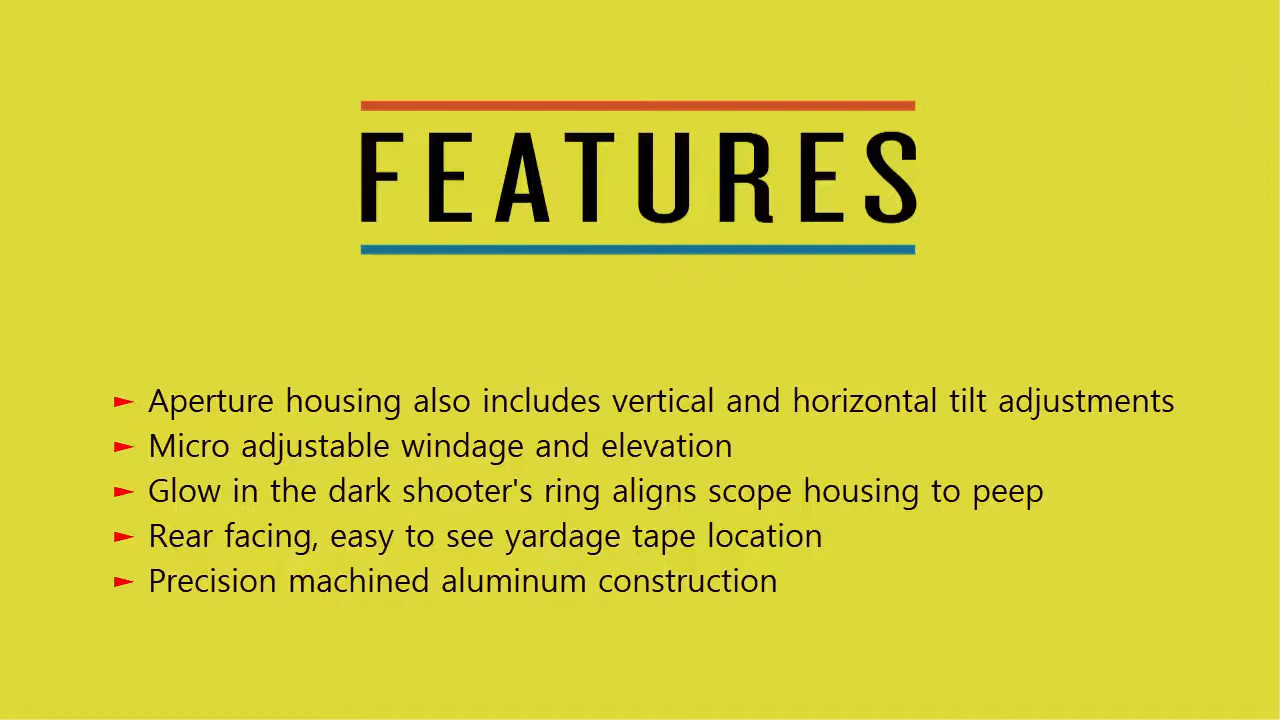 FEATURES
► Aperture housing also includes vertical and horizontal tilt adjustments
► Micro adjustable windage and elevation
► Glow in the dark shooter's ring aligns scope housing to peep
► Rear facing, easy to see yardage tape location
► Precision machined aluminum construction